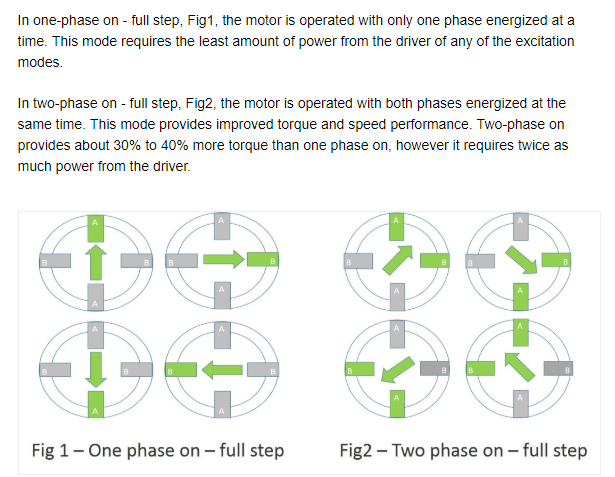 In one-phase on - full step, Fig1, the motor is operated with only one phase energized at a
time. This mode requires the least amount of power from the driver of any of the excitation
modes.
In two-phase on - full step, Fig2, the motor is operated with both phases energized at the
same time. This mode provides improved torque and speed performance. Two-phase on
provides about 30% to 40% more torque than one phase on, however it requires twice as
much power from the driver.
A A A A
B B B B B B B B
A A A A
A A A A
B B B B B B B B
A A A A
Fig 1 – One phase on – full step
Fig2 – Two phase on – full step